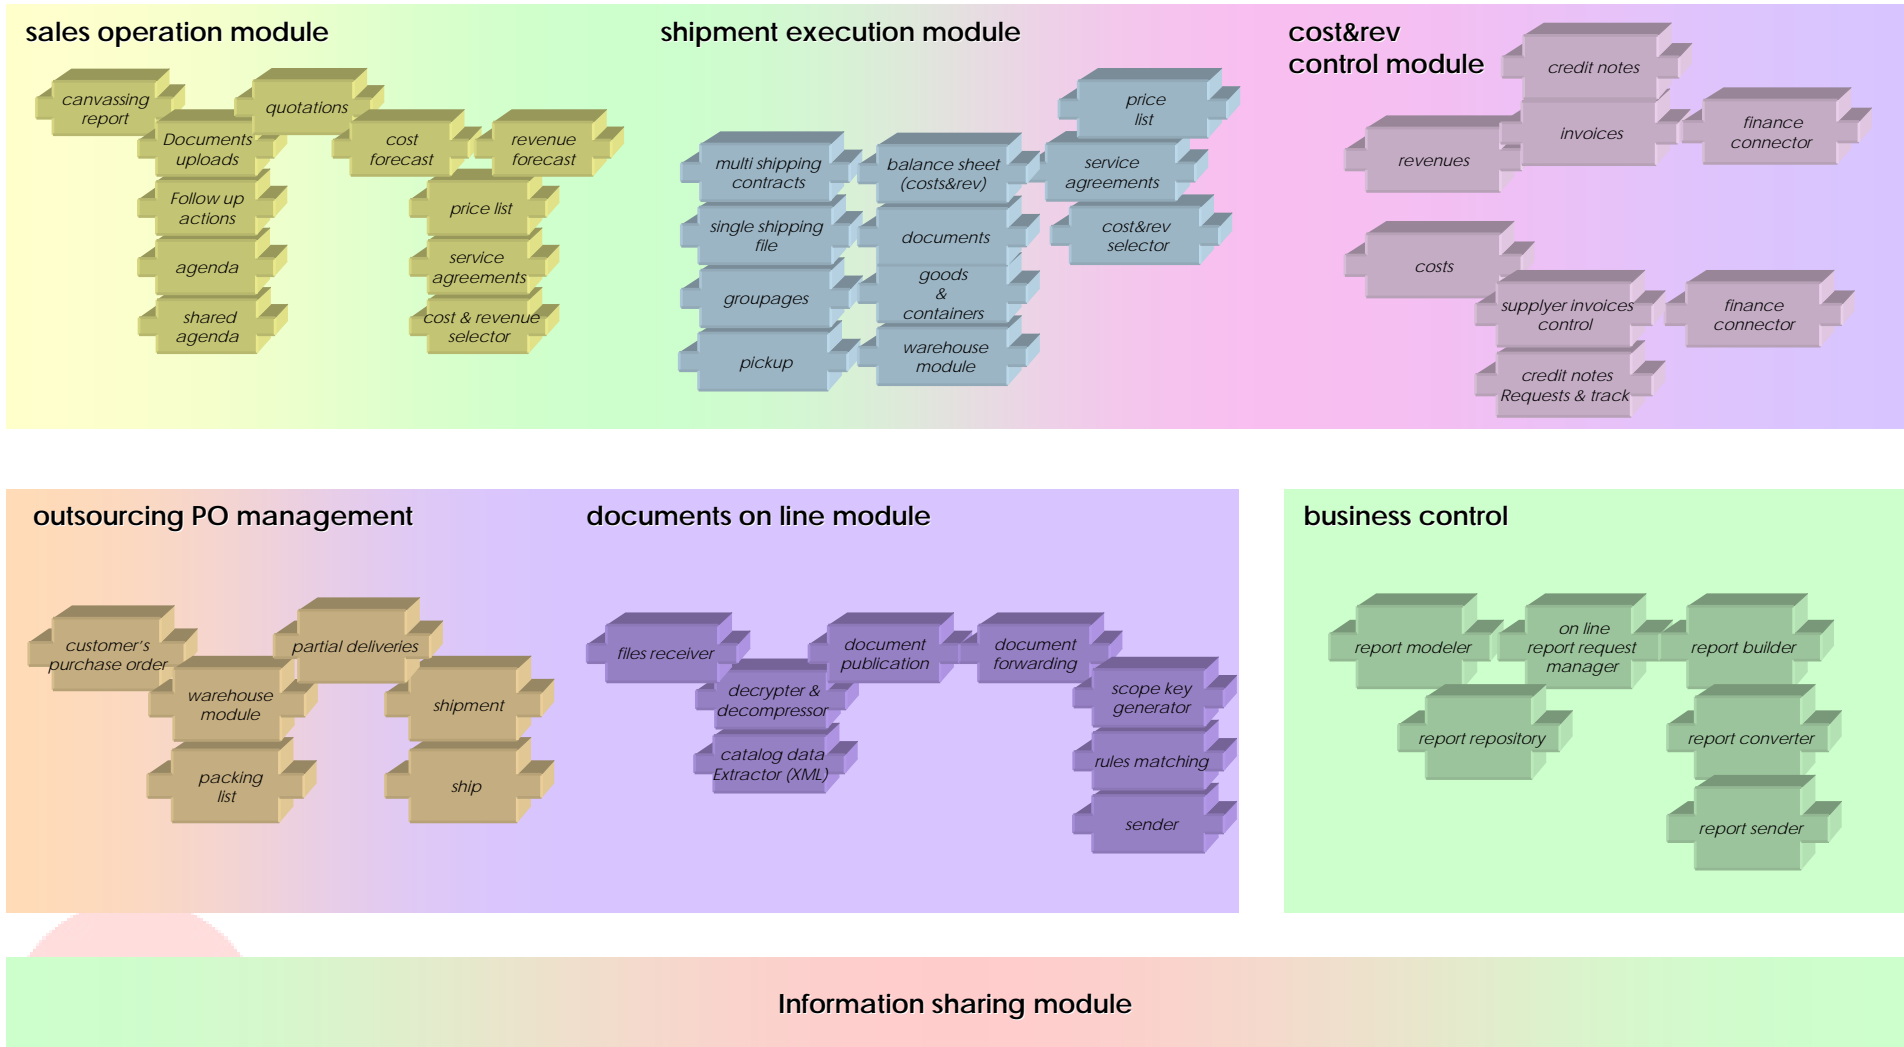 sales operation module
canvassing
report
Documents
uploads
Follow up
actions
agenda
shared
agenda
quotations
cost
forecast
revenue
forecast
price list
service
agreements
cost & revenue
selector
shipment execution module
multi shipping
contracts
single shipping
file
groupages
pickup
balance sheet
(costs&rev)
documents
goods
&
containers
warehouse
module
price
list
service
agreements
cost&rev
selector
cost&rev
control module
credit notes
invoices
revenues
finance
connector
costs
supplyer invoices
control
finance
connector
credit notes
Requests & track
outsourcing PO management
customer's
purchase order
warehouse
module
packing
list
partial deliveries
shipment
ship
documents on line module
files receiver
decrypter &
decompressor
catalog data
Extractor (XML)
document
publication
document
forwarding
scope key
generator
rules matching
sender
business control
report modeler
on line
report request
manager
report builder
report repository
report converter
report sender
Information sharing module